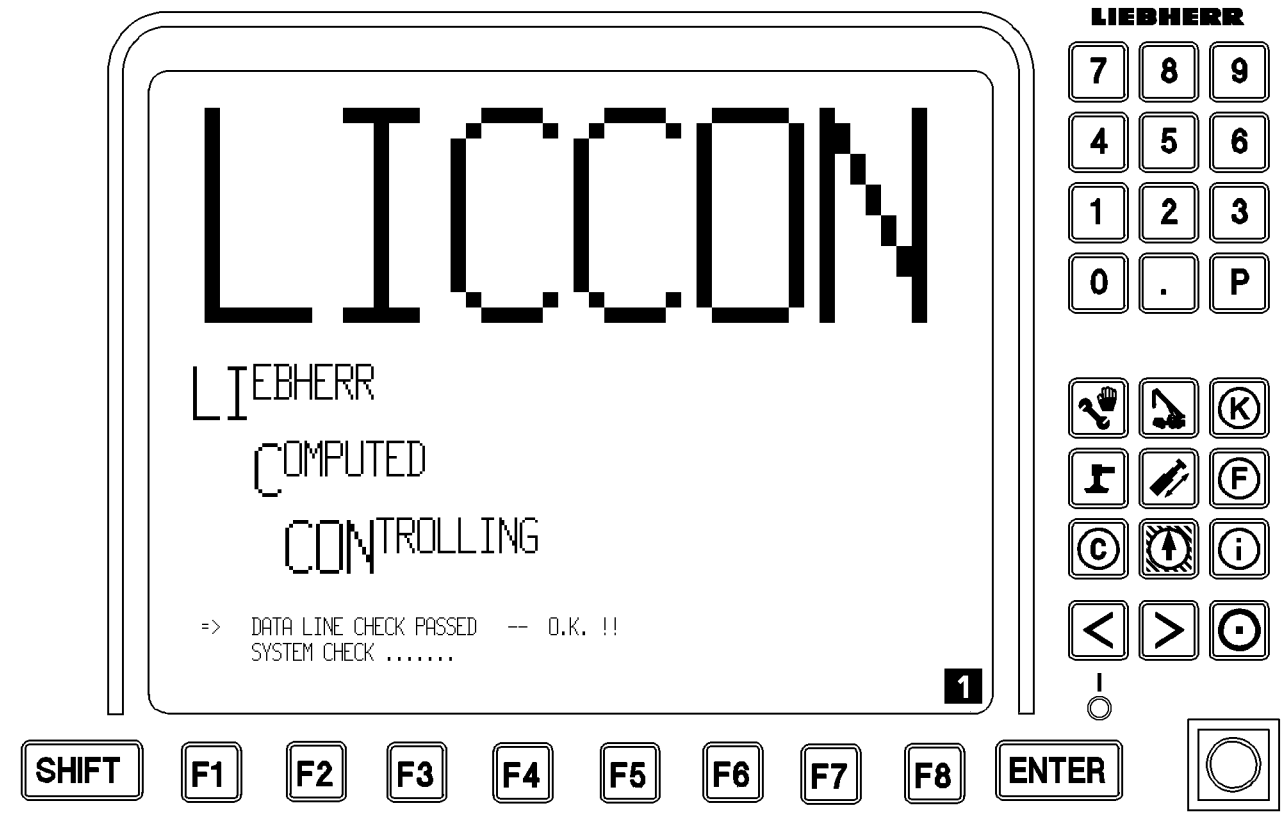 LIEBHERR
7 8 9
4 5 6
1 2 3
0 . P
LICCON
LIEBHERR
COMPUTED
CONTROLLING
=> DATA LINE CHECK PASSED -- O.K. !!
SYSTEM CHECK .......
1
K
F
C i
< >
I
SHIFT F1 F2 F3 F4 F5 F6 F7 F8 ENTER